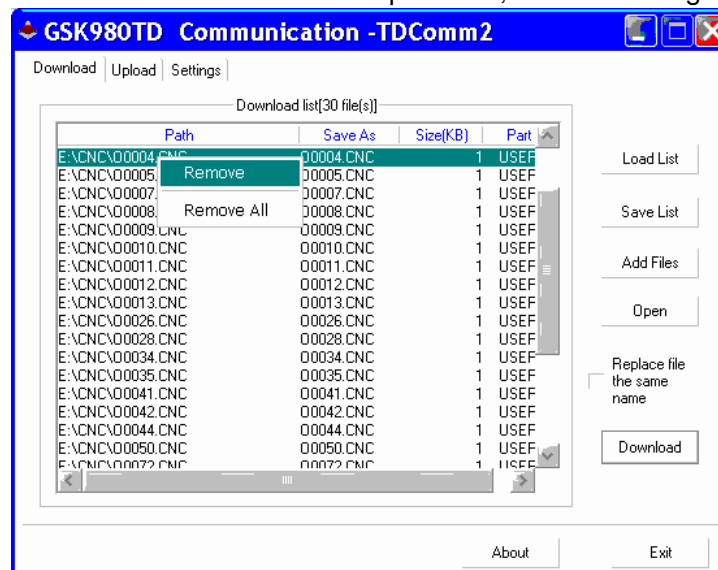 GSK980TD Communication -TDComm2
Download Upload Settings
Download list[30 file(s)]
Path Save As Size(KB) Part
E:\CNC\O0004.CNC O0004.CNC 1 USEF
E:\CNC\O0005. O0005.CNC 1 USEF
E:\CNC\O0007. O0007.CNC 1 USEF
E:\CNC\O0008. O0008.CNC 1 USEF
E:\CNC\O0009.CNC O0009.CNC 1 USEF
E:\CNC\O0010.CNC O0010.CNC 1 USEF
E:\CNC\O0011.CNC O0011.CNC 1 USEF
E:\CNC\O0012.CNC O0012.CNC 1 USEF
E:\CNC\O0013.CNC O0013.CNC 1 USEF
E:\CNC\O0026.CNC O0026.CNC 1 USEF
E:\CNC\O0028.CNC O0028.CNC 1 USEF
E:\CNC\O0034.CNC O0034.CNC 1 USEF
E:\CNC\O0035.CNC O0035.CNC 1 USEF
E:\CNC\O0041.CNC O0041.CNC 1 USEF
E:\CNC\O0042.CNC O0042.CNC 1 USEF
E:\CNC\O0044.CNC O0044.CNC 1 USEF
E:\CNC\O0050.CNC O0050.CNC 1 USEF
E:\CNC\O0072.CNC O0072.CNC 1 USEF
Remove
Remove All
Load List
Save List
Add Files
Open
Replace file
the same
name
Download
About Exit